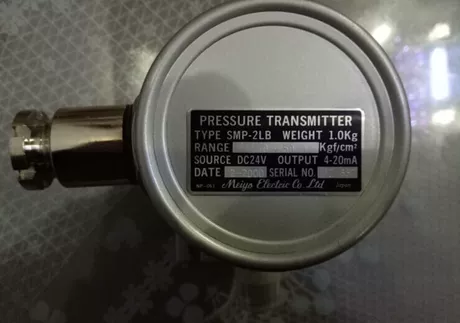 PRESSURE TRANSMITTER
TYPE SMP-2LB WEIGHT 1.0Kg
RANGE Kgf/cm²
SOURCE DC24V OUTPUT 4-20mA
DATE SERIAL NO.
Meiyo Electric Co. Ltd Japan